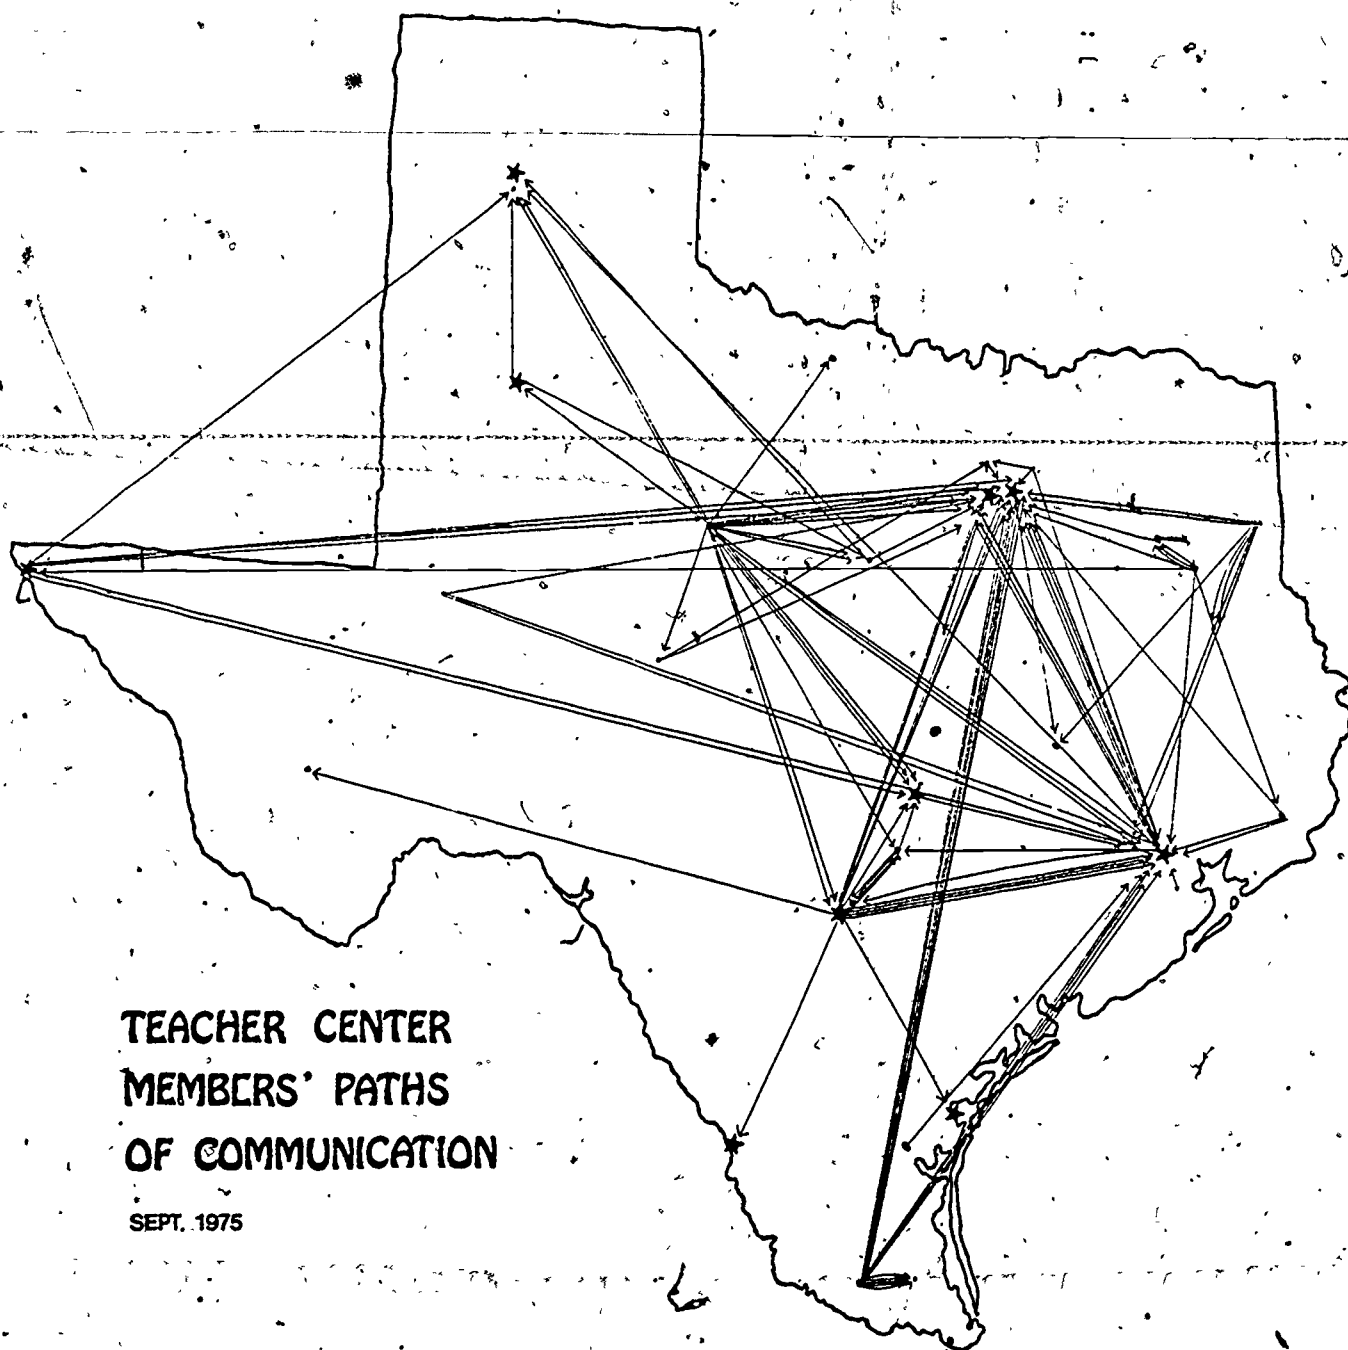 TEACHER CENTER
MEMBERS' PATHS
OF COMMUNICATION
SEPT. 1975